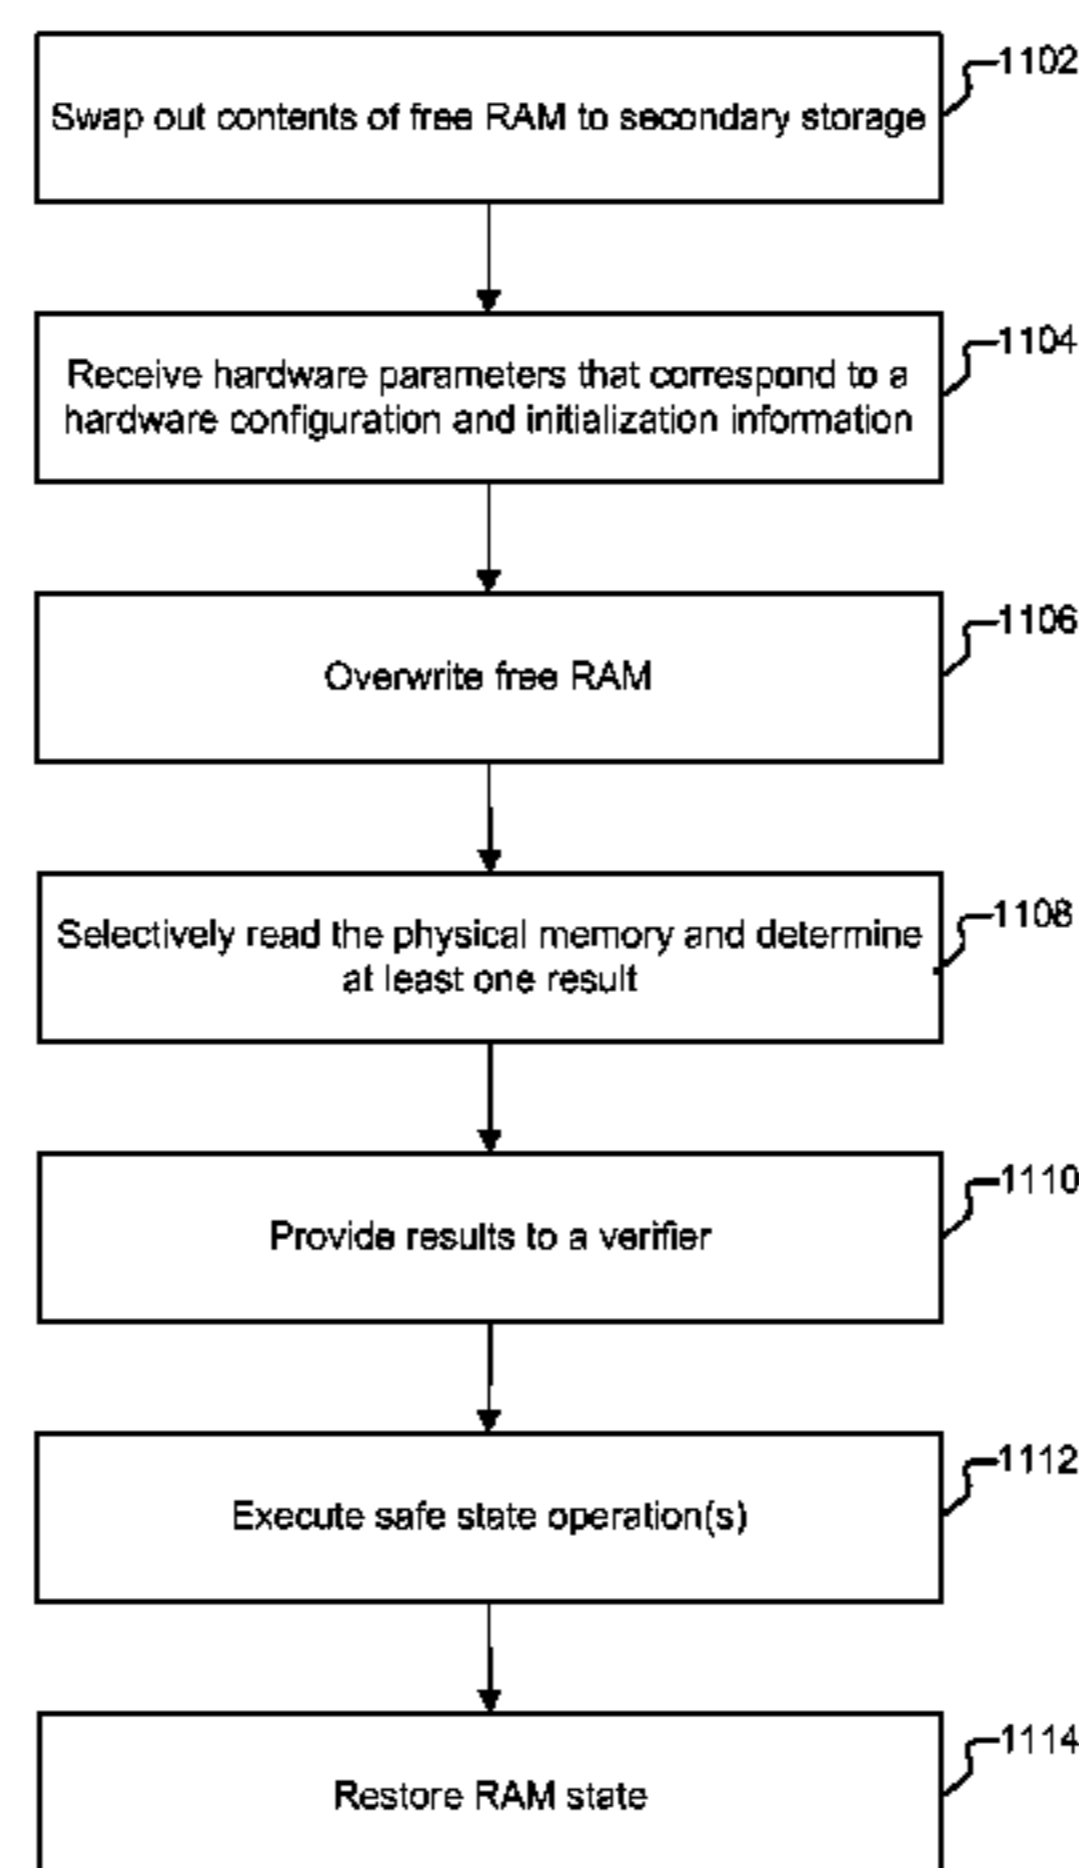 Swap out contents of free RAM to secondary storage
1102
Receive hardware parameters that correspond to a
hardware configuration and initialization information
1104
Overwrite free RAM
1106
Selectively read the physical memory and determine
at least one result
1108
Provide results to a verifier
1110
Execute safe state operation(s)
1112
Restore RAM state
1114